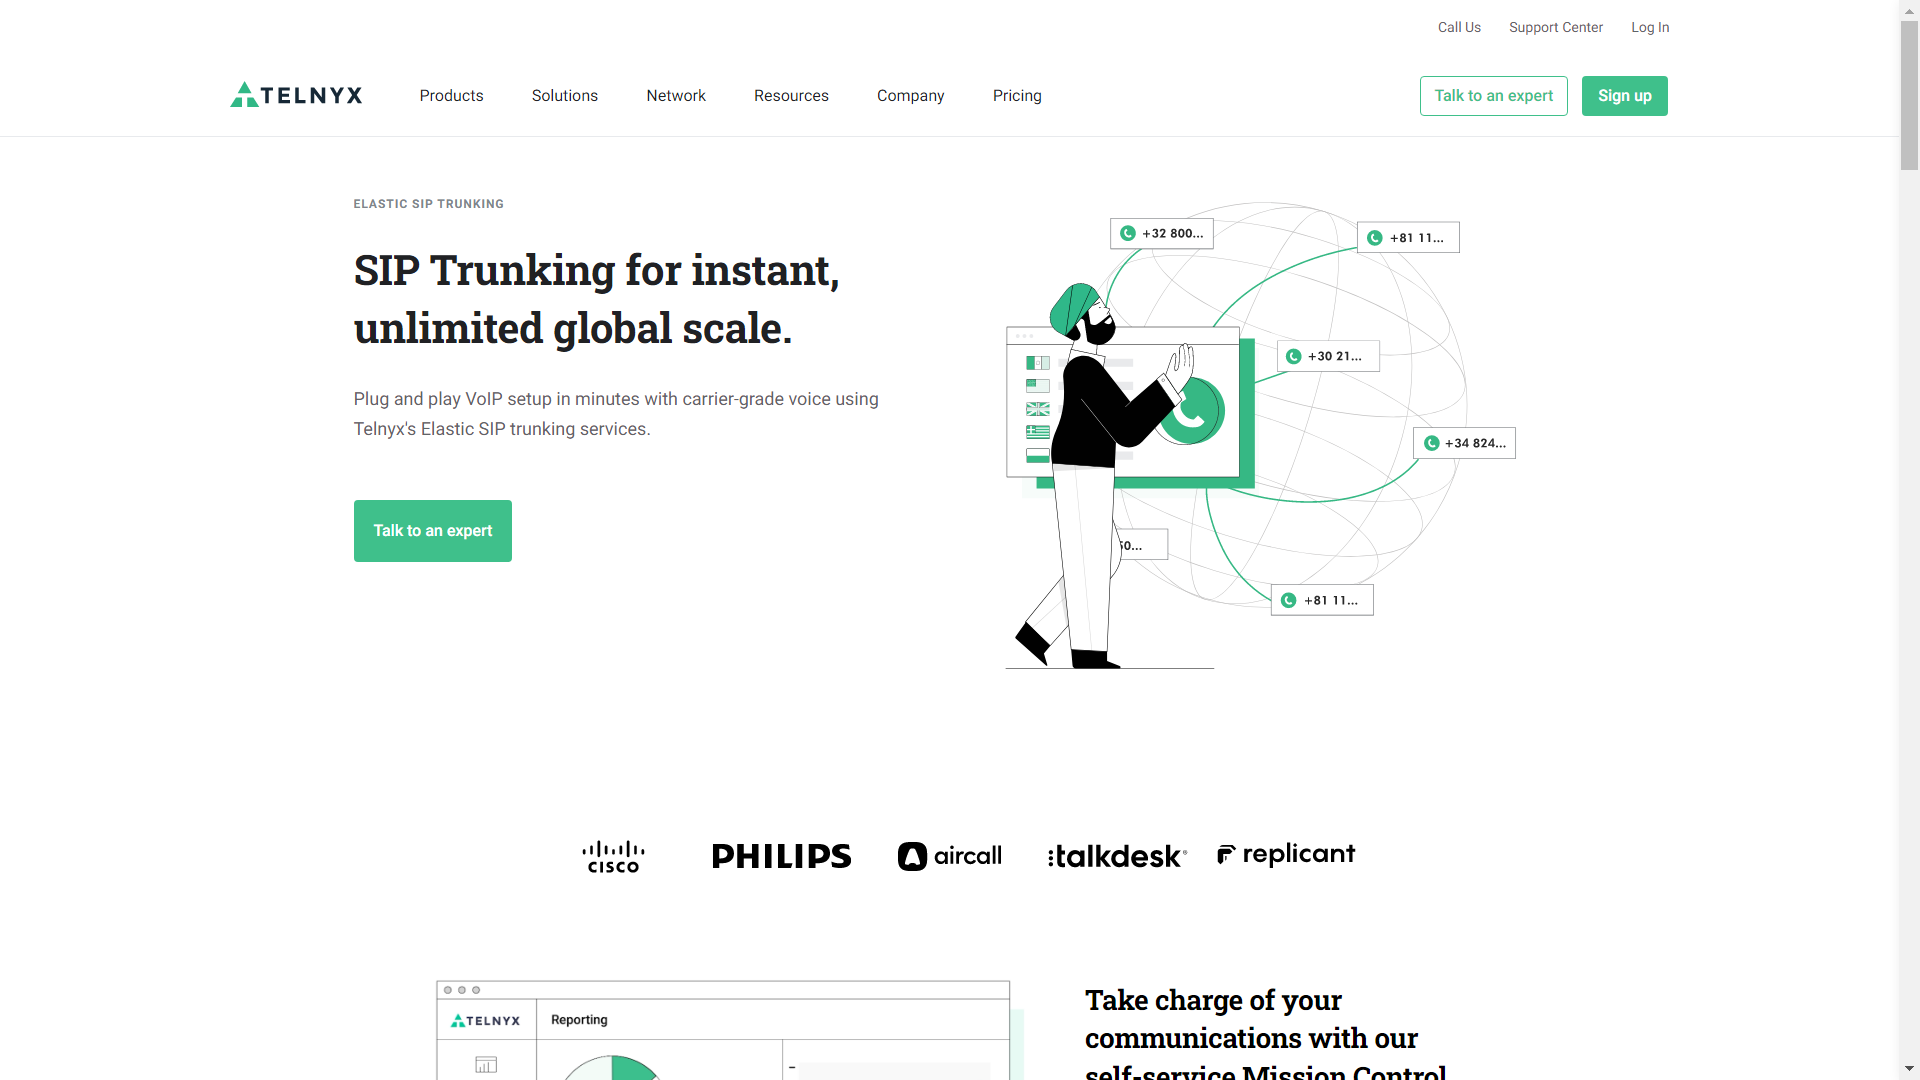 Call Us Support Center Log In
TELNYX Products Solutions Network Resources Company Pricing Talk to an expert Sign up
ELASTIC SIP TRUNKING
SIP Trunking for instant,
unlimited global scale.
Plug and play VoIP setup in minutes with carrier-grade voice using
Telnyx's Elastic SIP trunking services.
Talk to an expert
+32 800...
+81 11...
+30 21...
+34 824...
50...
+81 11...
CISCO PHILIPS aircall talkdesk® replicant
TELNYX Reporting
Take charge of your
communications with our
self-service Mission Control